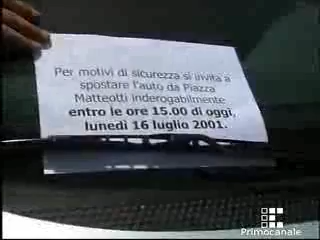 Per motivi di sicurezza si invita a
spostare l'auto da Piazza
Matteotti inderogabilmente
entro le ore 15.00 di oggi,
lunedì 16 luglio 2001.
Primocanale